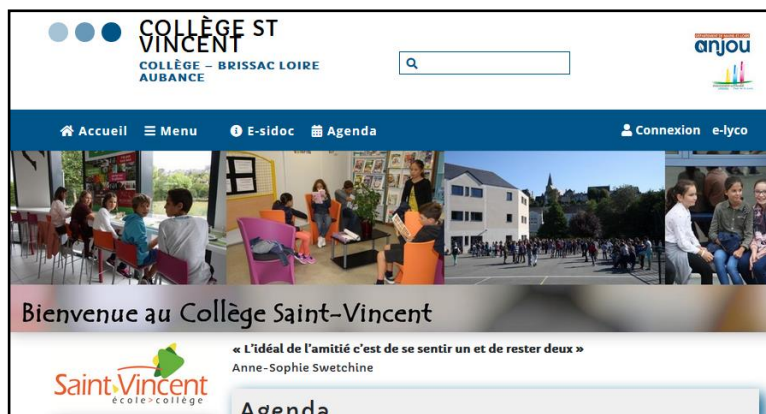 COLLÈGE ST
VINCENT
COLLÈGE – BRISSAC LOIRE
AUBANCE
anjou
Accueil Menu E-sidoc Agenda Connexion e-lyco
Bienvenue au Collège Saint-Vincent
« L'idéal de l'amitié c'est de se sentir un et de rester deux »
Anne-Sophie Swetchine
Saint Vincent
école>collège
Agenda